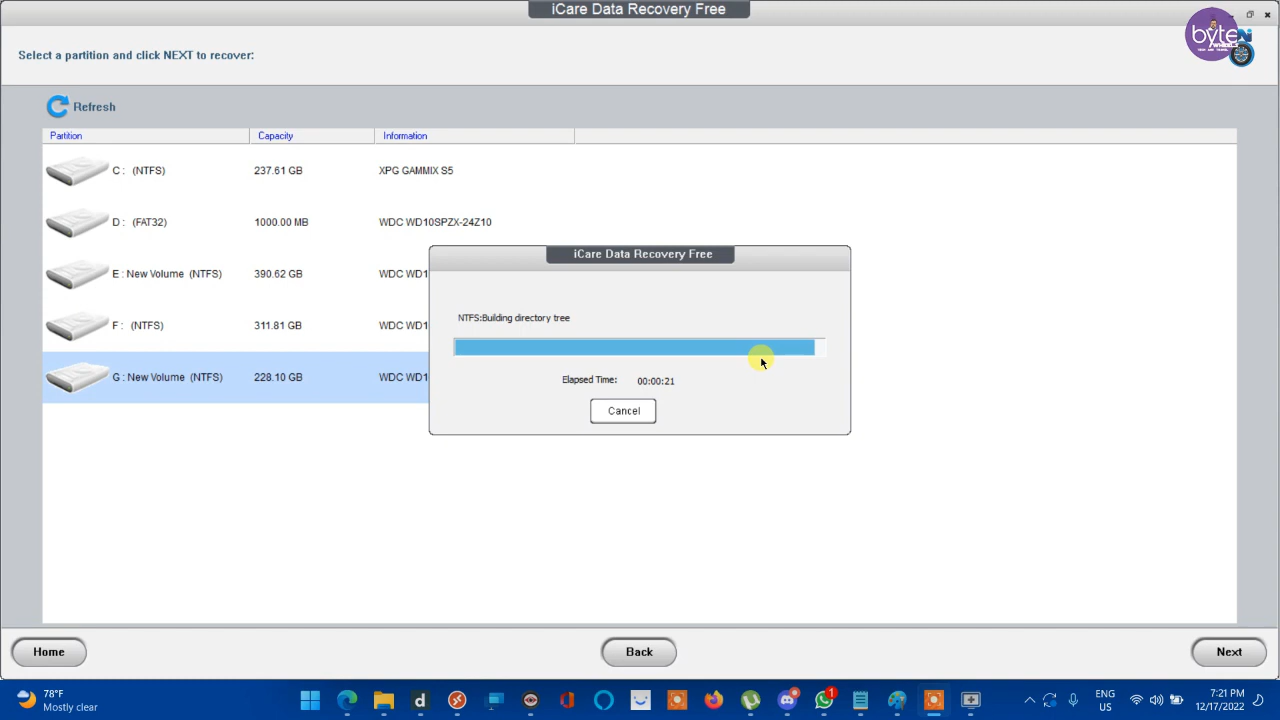 iCare Data Recovery Free
byte
Select a partition and click NEXT to recover:
Refresh
Partition Capacity Information
C : (NTFS) 237.61 GB XPG GAMMIX S5
D : (FAT32) 1000.00 MB WDC WD10SPZX-24Z10
iCare Data Recovery Free
E : New Volume (NTFS) 390.62 GB WDC WD1
NTFS:Building directory tree
F : (NTFS) 311.81 GB WDC WD1
G : New Volume (NTFS) 228.10 GB WDC WD1
Elapsed Time: 00:00:21
Cancel
Home Back Next
78°F
Mostly clear
d
1
ENG
US
7:21 PM
12/17/2022